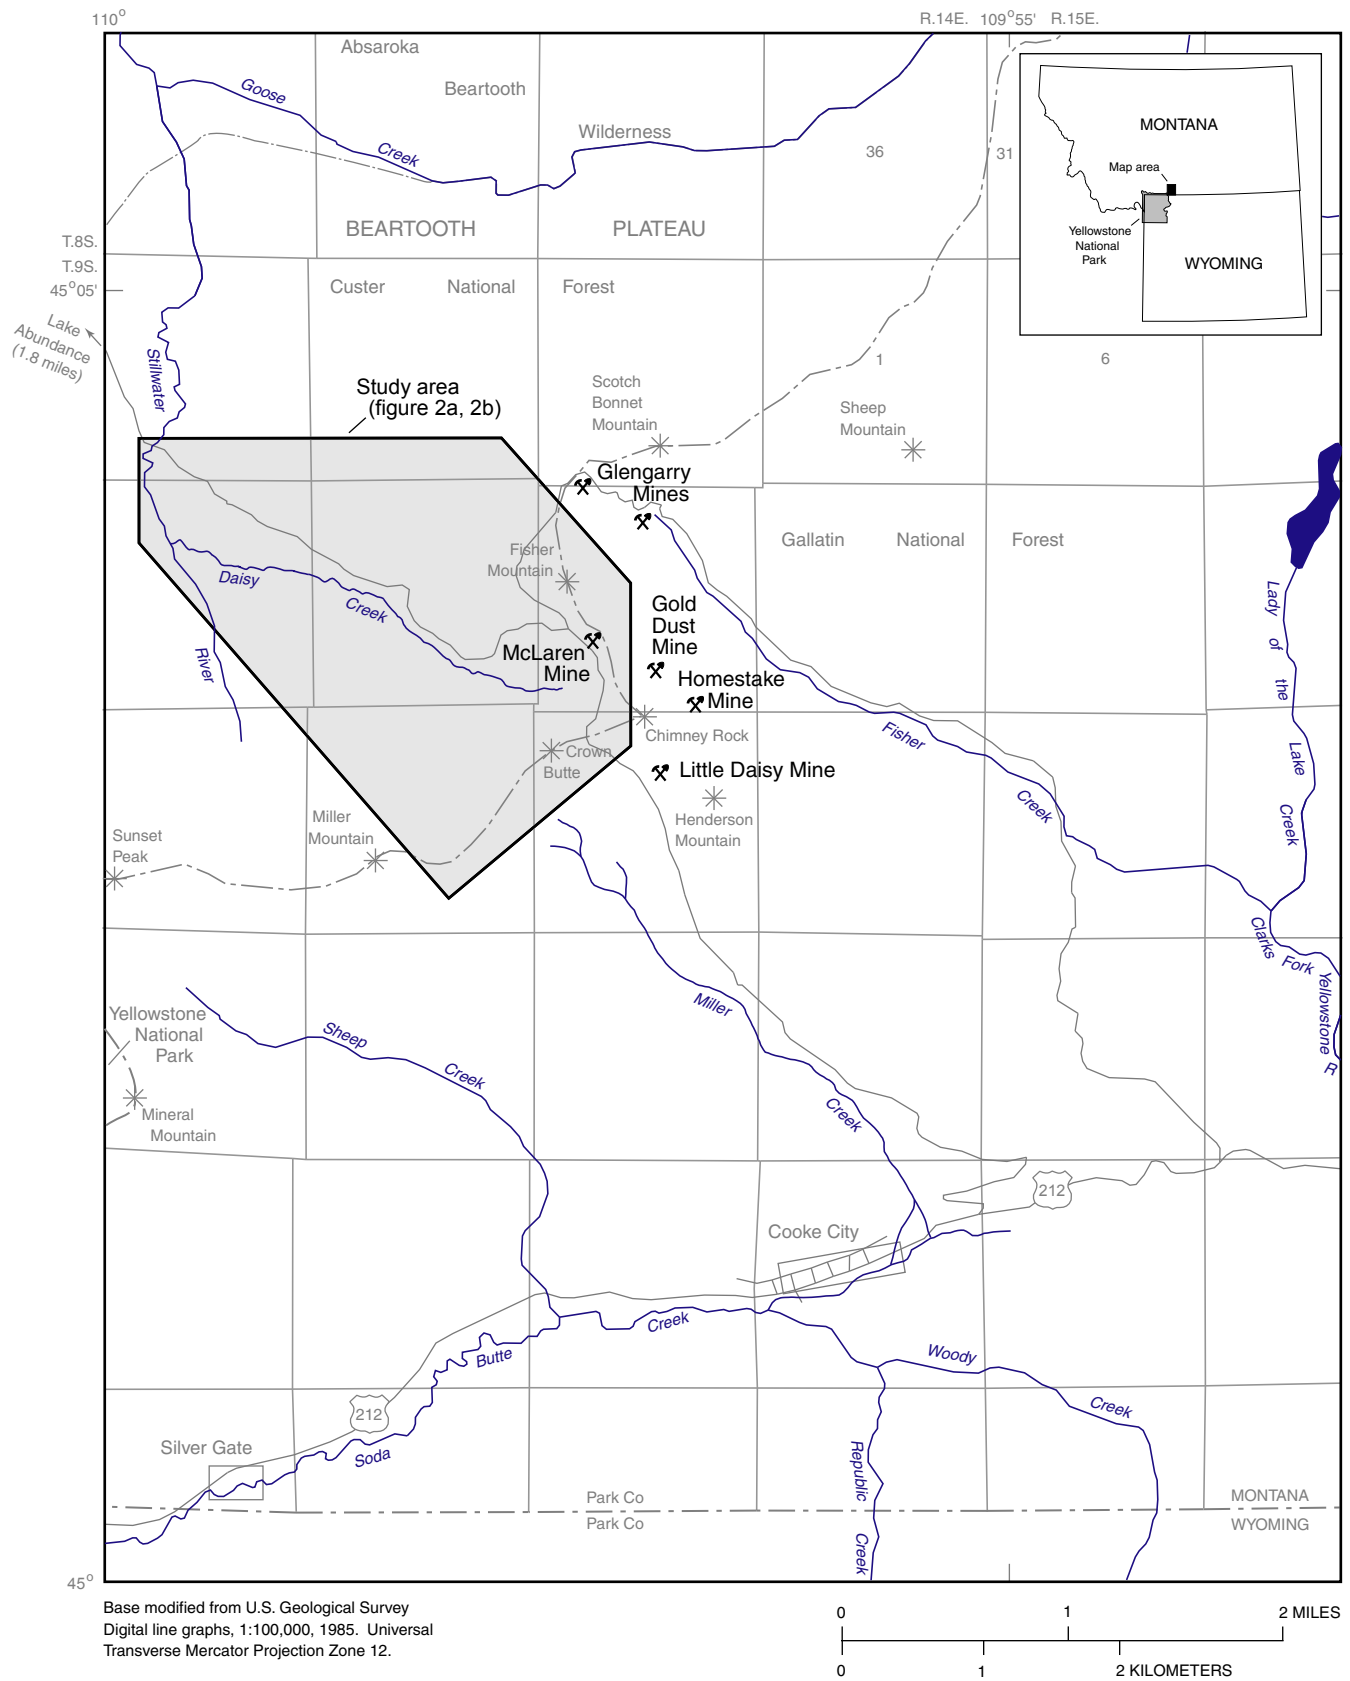 110°
R.14E. 109°55' R.15E.
Absaroka
Beartooth
Wilderness
Goose
Creek
36
31
MONTANA
Map area
Yellowstone
National
Park
WYOMING
BEARTOOTH
PLATEAU
T.8S.
T.9S.
45°05'
Custer National Forest
Lake
Abundance
(1.8 miles)
Stillwater
1
6
Study area
(figure 2a, 2b)
Scotch
Bonnet
Mountain
Sheep
Mountain
Glengarry
Mines
Gallatin National Forest
Fisher
Mountain
Daisy
Creek
River
Gold
Dust
Mine
McLaren
Mine
Homestake
Mine
Lady of the Lake Creek
Chimney Rock
Crown
Butte
Fisher
Creek
Little Daisy Mine
Henderson
Mountain
Miller
Mountain
Sunset
Peak
Clarks
Fork
Yellowstone
R
Yellowstone
National
Park
Mineral
Mountain
Sheep
Creek
Miller
Creek
212
Cooke City
Creek
Butte
Woody
Creek
212
Silver Gate
Soda
Republic
Creek
Park Co
Park Co
MONTANA
WYOMING
45°
Base modified from U.S. Geological Survey
Digital line graphs, 1:100,000, 1985. Universal
Transverse Mercator Projection Zone 12.
0 1 2 MILES
0 1 2 KILOMETERS